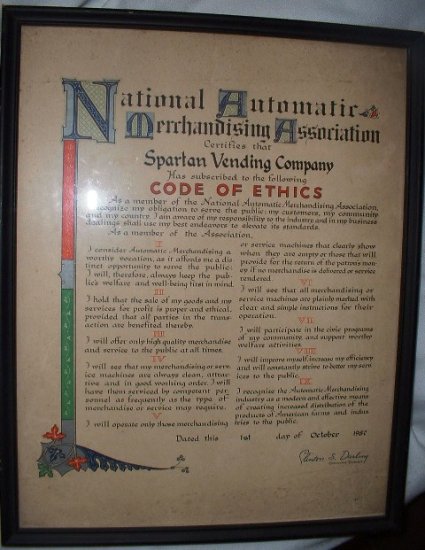 National Automatic
Merchandising Association
Certifies that
Spartan Vending Company
Has subscribed to the following
CODE OF ETHICS
As a member of the National Automatic Merchandising Association,
I recognize my obligation to serve the public: my customers, my community
and my country. I am aware of my responsibility to the industry and in my business
dealings shall use my best endeavors to elevate its standards.
As a member of the Association.
I
I consider Automatic Merchandising a
worthy vocation, as it affords me a dis
tinct opportunity to serve the public:
I will, therefore, always keep the pub-
lic's welfare and well-being first in mind.
II
I hold that the sale of my goods and my
services for profit is proper and ethical,
provided that all parties in the trans-
action are benefited thereby.
III
I will offer only high quality merchandise
and service to the public at all times.
IV
I will see that my merchandising or serv-
ice machines are always clean, attrac-
tive and in good working order. I will
have them serviced by competent per-
sonnel as frequently as the type of
merchandise or service may require.
V
I will operate only those merchandising
or service machines that clearly show
when they are empty or those that will
provide for the return of the patron's mon-
ey if no merchandise is delivered or service
rendered.
VI
I will see that all merchandising or
service machines are plainly marked with
clear and simple instructions for their
operation.
VII
I will participate in the civic programs
of my community, and support worthy
welfare activities.
VIII
I will improve myself, increase my efficiency
and will constantly strive to better my serv-
ices to the public.
IX
I recognize the Automatic Merchandising
industry as a modern and effective means
of creating increased distribution of the
products of American farms and indus
tries to the public.
Dated this 1st day of October
Clinton S. Darling